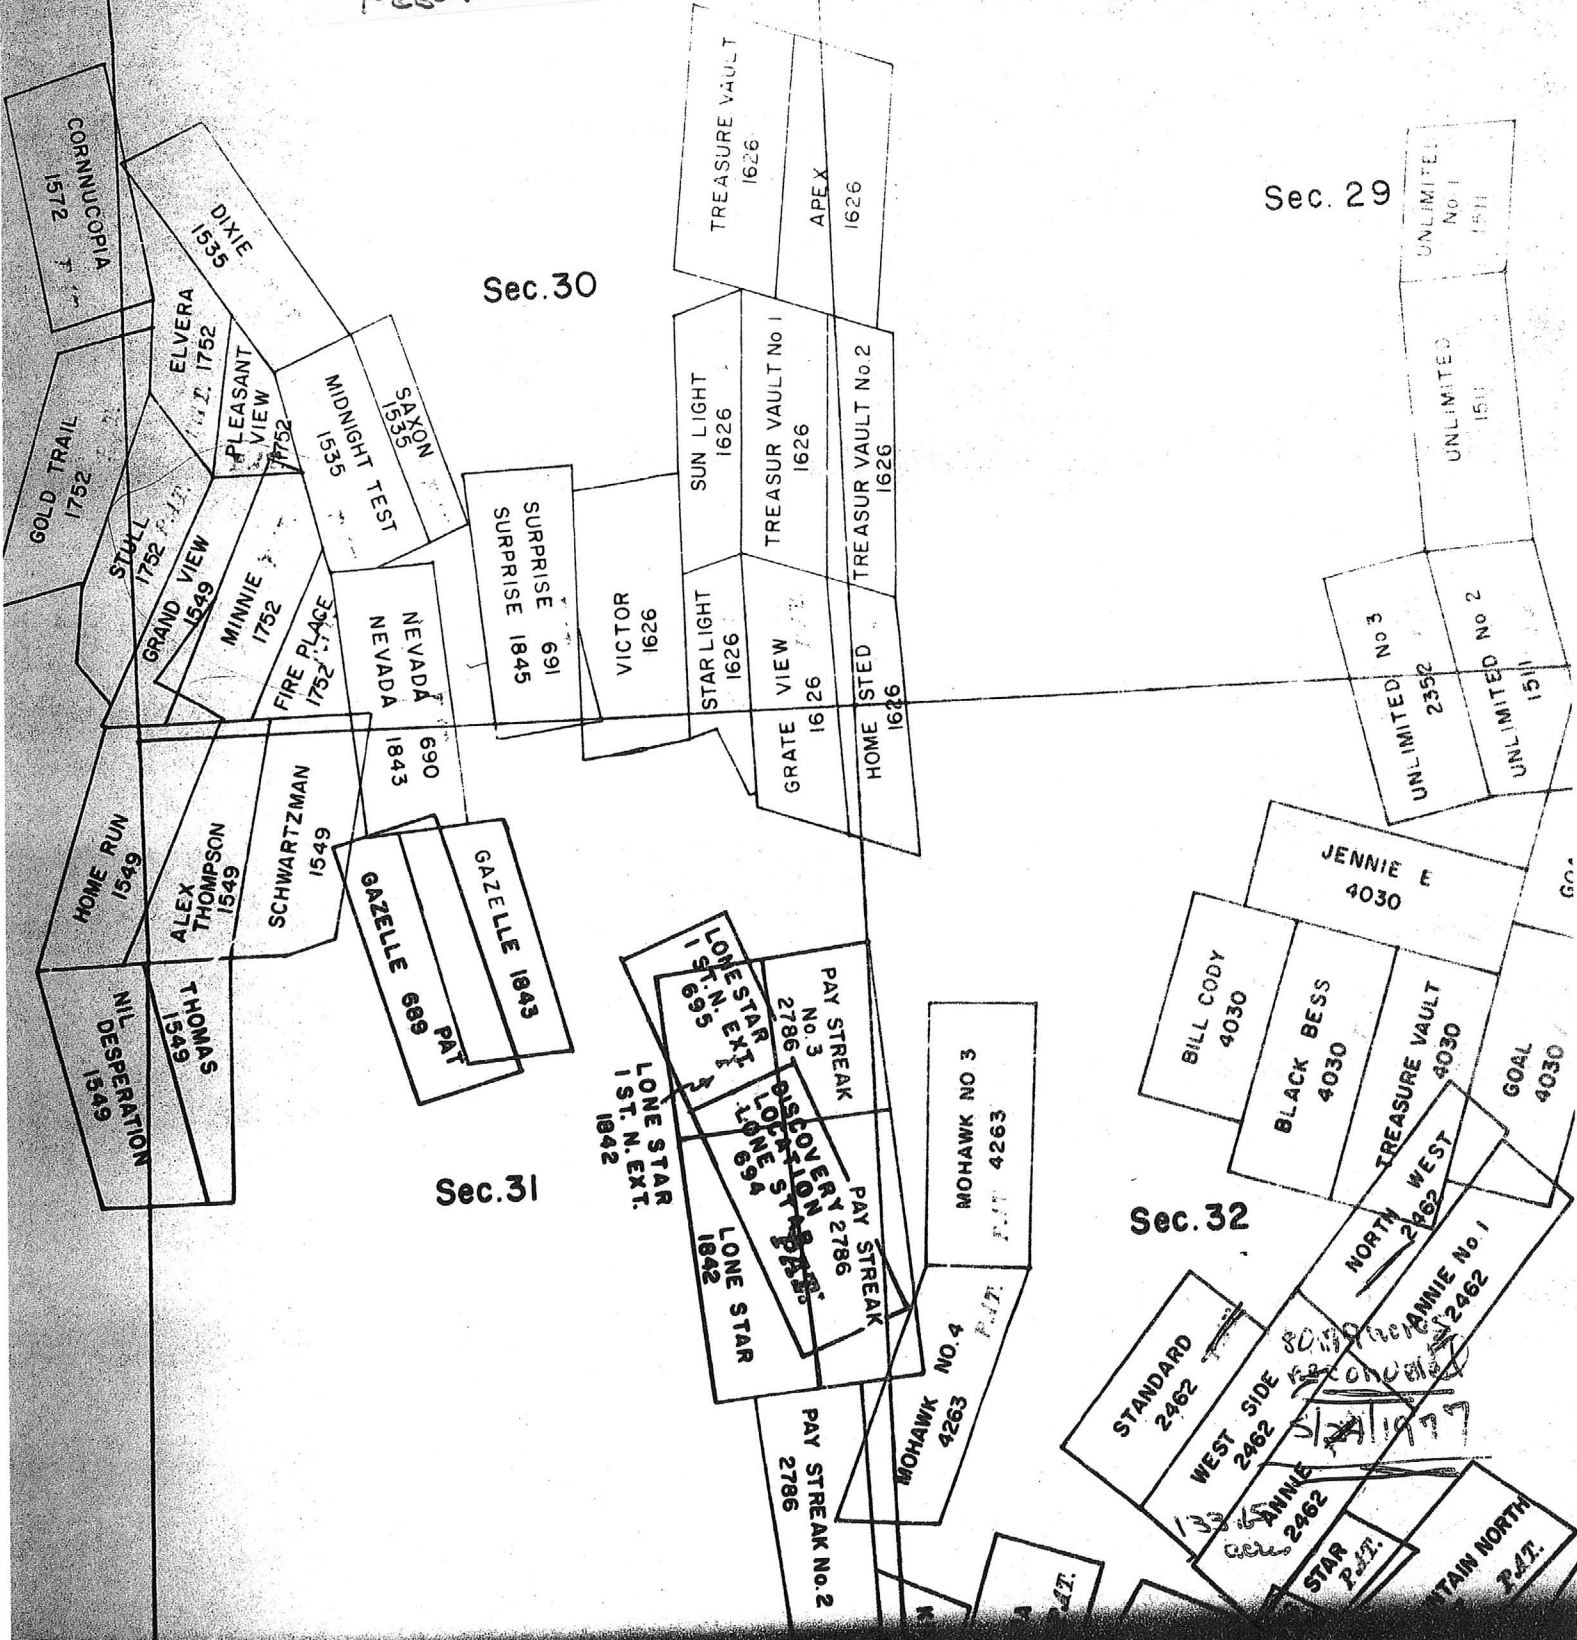 CORNNUCOPIA
1572
DIXIE
1535
ELVERA
1752
P.A.T.
PLEASANT
VIEW
1752
GOLD TRAIL
1752
STULL
1752 P.A.T.
GRAND VIEW
1549
MINNIE
1752
FIRE PLACE
1752
MIDNIGHT TEST
1535
SAXON
1535
Sec.30
NEVADA 690
NEVADA 1843
SURPRISE 691
SURPRISE 1845
VICTOR
1626
TREASURE VAULT
1626
APEX
1626
SUN LIGHT
1626
TREASUR VAULT No 1
1626
TREASUR VAULT No.2
1626
STARLIGHT
1626
GRATE VIEW
1626
HOME STED
1626
Sec. 29
UNLIMITED
No 1
1511
UNLIMITED
1511
UNLIMITED No 3
2352
UNLIMITED No 2
1511
HOME RUN
1549
ALEX
THOMPSON
1549
SCHWARTZMAN
1549
NIL
DESPERATION
1549
THOMAS
1549
GAZELLE 689 PAT
GAZELLE 1843
Sec.31
LONE STAR
1 ST. N. EXT.
695
LONE STAR
1 ST. N. EXT.
1842
PAY STREAK
No. 3
2786
DISCOVERY
LOCATION
LONE STAR
694
PAT.
PAY STREAK
2786
LONE STAR
1842
PAY STREAK No.2
2786
MOHAWK NO 3
4263
P.A.T.
MOHAWK NO.4
4263
P.A.T.
Sec.32
JENNIE E
4030
BILL CODY
4030
BLACK BESS
4030
TREASURE VAULT
4030
GOAL
4030
NORTH WEST
2462
ANNIE No.1
2462
STANDARD
2462
WEST SIDE
2462
ANNIE
2462
reconveyed
1977
133.65
acres
STAR
P.A.T.
NTAIN NORTH
P.A.T.
P.A.T.